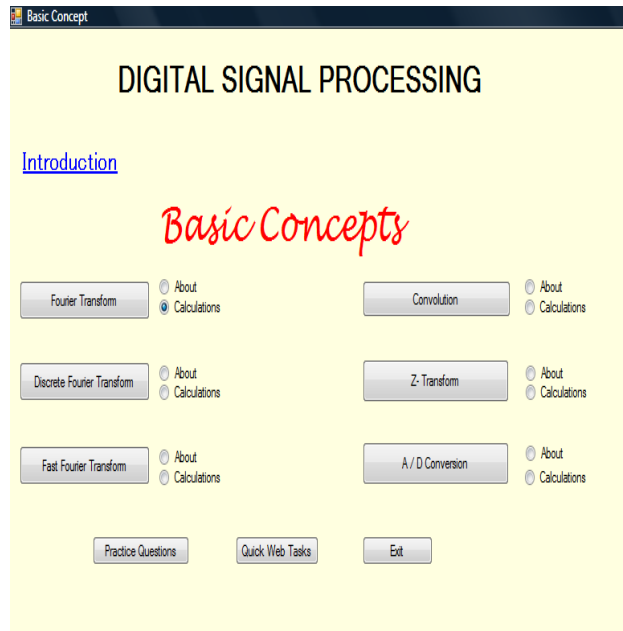 Basic Concept
DIGITAL SIGNAL PROCESSING
Introduction
Basic Concepts
Fourier Transform
About
Calculations
Convolution
About
Calculations
Discrete Fourier Transform
About
Calculations
Z- Transform
About
Calculations
Fast Fourier Transform
About
Calculations
A / D Conversion
About
Calculations
Practice Questions
Quick Web Tasks
Exit